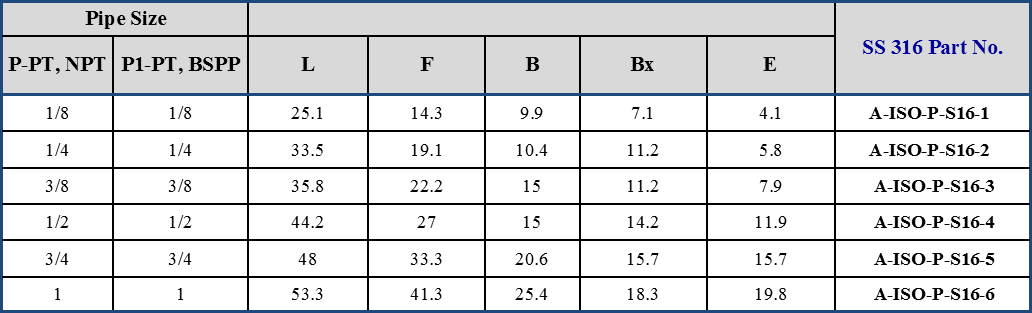 Pipe Size
SS 316 Part No.
P-PT, NPT P1-PT, BSPP L F B Bx E
1/8 1/8 25.1 14.3 9.9 7.1 4.1 A-ISO-P-S16-1
1/4 1/4 33.5 19.1 10.4 11.2 5.8 A-ISO-P-S16-2
3/8 3/8 35.8 22.2 15 11.2 7.9 A-ISO-P-S16-3
1/2 1/2 44.2 27 15 14.2 11.9 A-ISO-P-S16-4
3/4 3/4 48 33.3 20.6 15.7 15.7 A-ISO-P-S16-5
1 1 53.3 41.3 25.4 18.3 19.8 A-ISO-P-S16-6